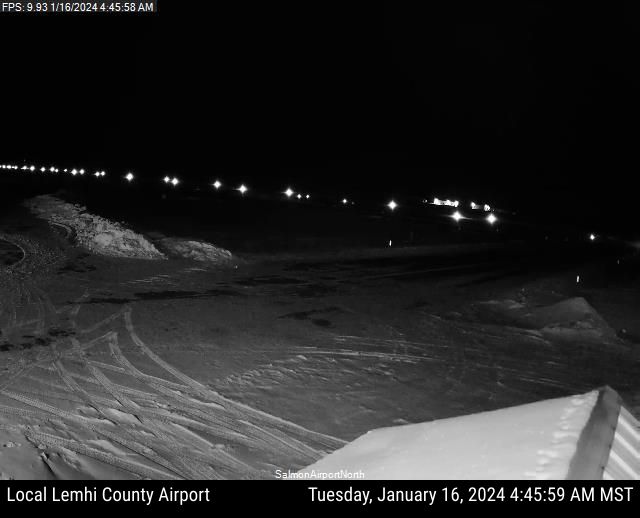 FPS: 9.93 1/16/2024 4:45:58 AM
SalmonAirportNorth
Local Lemhi County Airport
Tuesday, January 16, 2024 4:45:59 AM MST